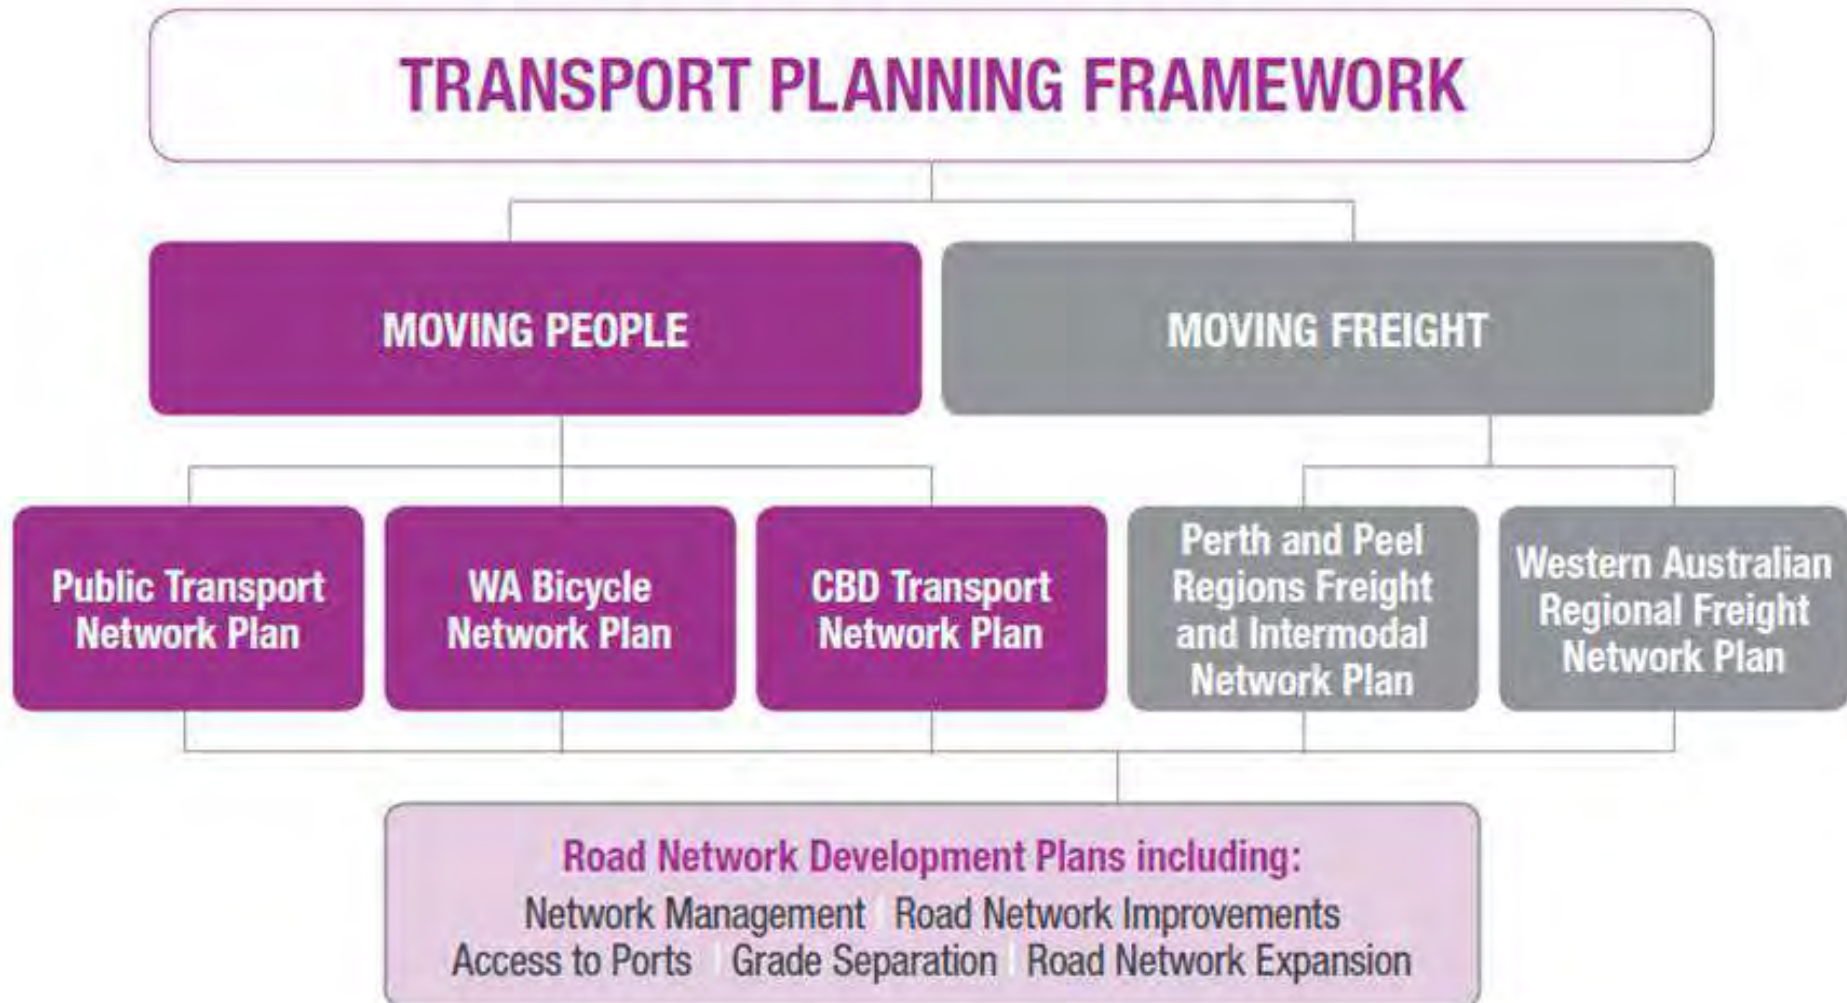 TRANSPORT PLANNING FRAMEWORK
MOVING PEOPLE
MOVING FREIGHT
Public Transport
Network Plan
WA Bicycle
Network Plan
CBD Transport
Network Plan
Perth and Peel
Regions Freight
and Intermodal
Network Plan
Western Australian
Regional Freight
Network Plan
Road Network Development Plans including:
Network Management | Road Network Improvements
Access to Ports | Grade Separation | Road Network Expansion